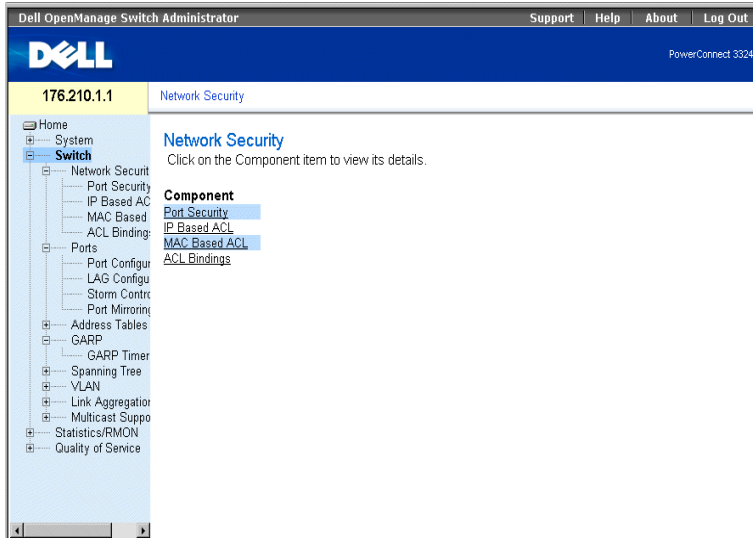 Dell OpenManage Switch Administrator
Support | Help | About | Log Out
DELL
PowerConnect 3324
176.210.1.1
Network Security
Home
System
Switch
Network Securit
Port Security
IP Based AC
MAC Based
ACL Binding
Ports
Port Configur
LAG Configu
Storm Contro
Port Mirroring
Address Tables
GARP
GARP Timer
Spanning Tree
VLAN
Link Aggregation
Multicast Suppo
Statistics/RMON
Quality of Service
Network Security
Click on the Component item to view its details.
Component
Port Security
IP Based ACL
MAC Based ACL
ACL Bindings